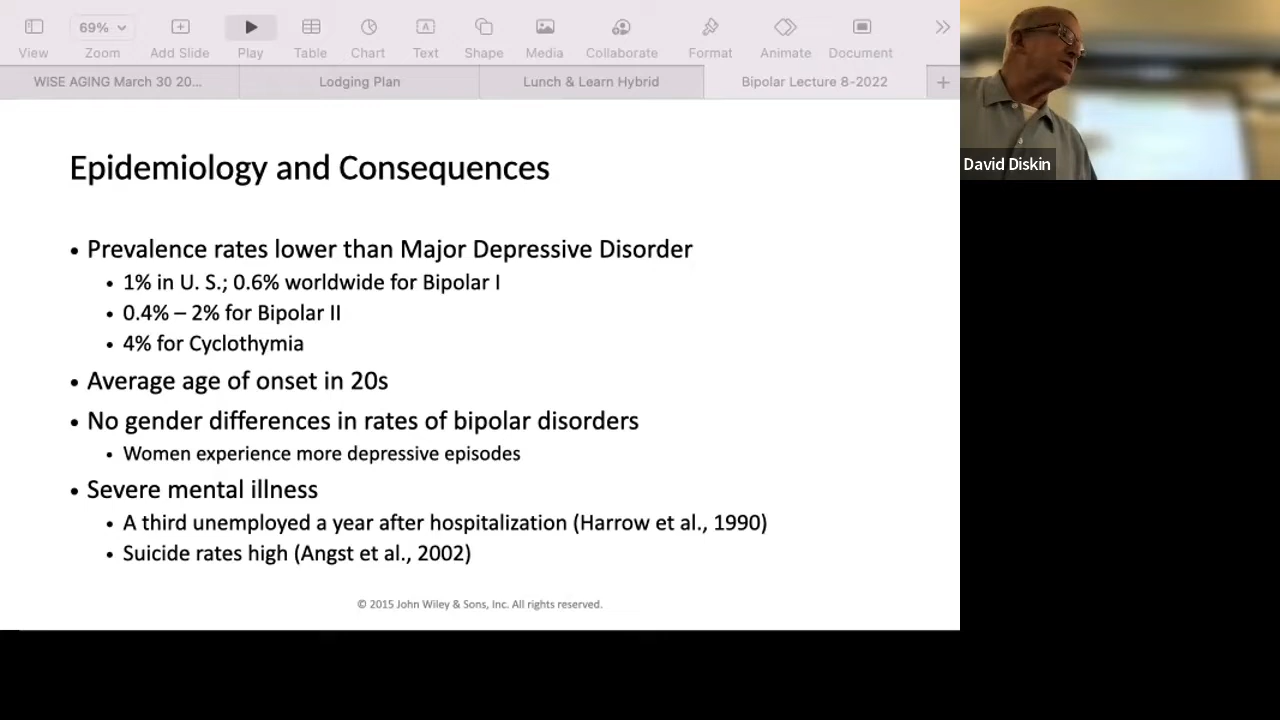 69%
View
Zoom
Add Slide
Play
Table
Chart
Text
Shape
Media
Collaborate
Format
Animate
Document
WISE AGING March 30 20...
Lodging Plan
Lunch & Learn Hybrid
Bipolar Lecture 8-2022
David Diskin
Epidemiology and Consequences
• Prevalence rates lower than Major Depressive Disorder
• 1% in U. S.; 0.6% worldwide for Bipolar I
• 0.4% – 2% for Bipolar II
• 4% for Cyclothymia
• Average age of onset in 20s
• No gender differences in rates of bipolar disorders
• Women experience more depressive episodes
• Severe mental illness
• A third unemployed a year after hospitalization (Harrow et al., 1990)
• Suicide rates high (Angst et al., 2002)
© 2015 John Wiley & Sons, Inc. All rights reserved.